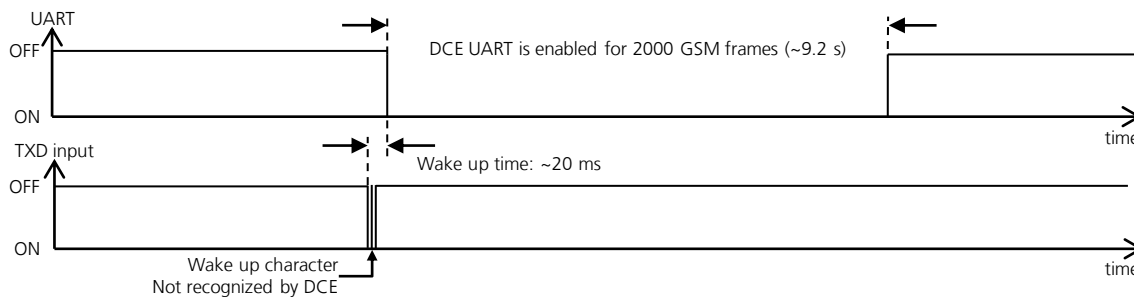 UART
OFF
DCE UART is enabled for 2000 GSM frames (~9.2 s)
ON
time
TXD input
Wake up time: ~20 ms
OFF
ON
Wake up character
Not recognized by DCE
time